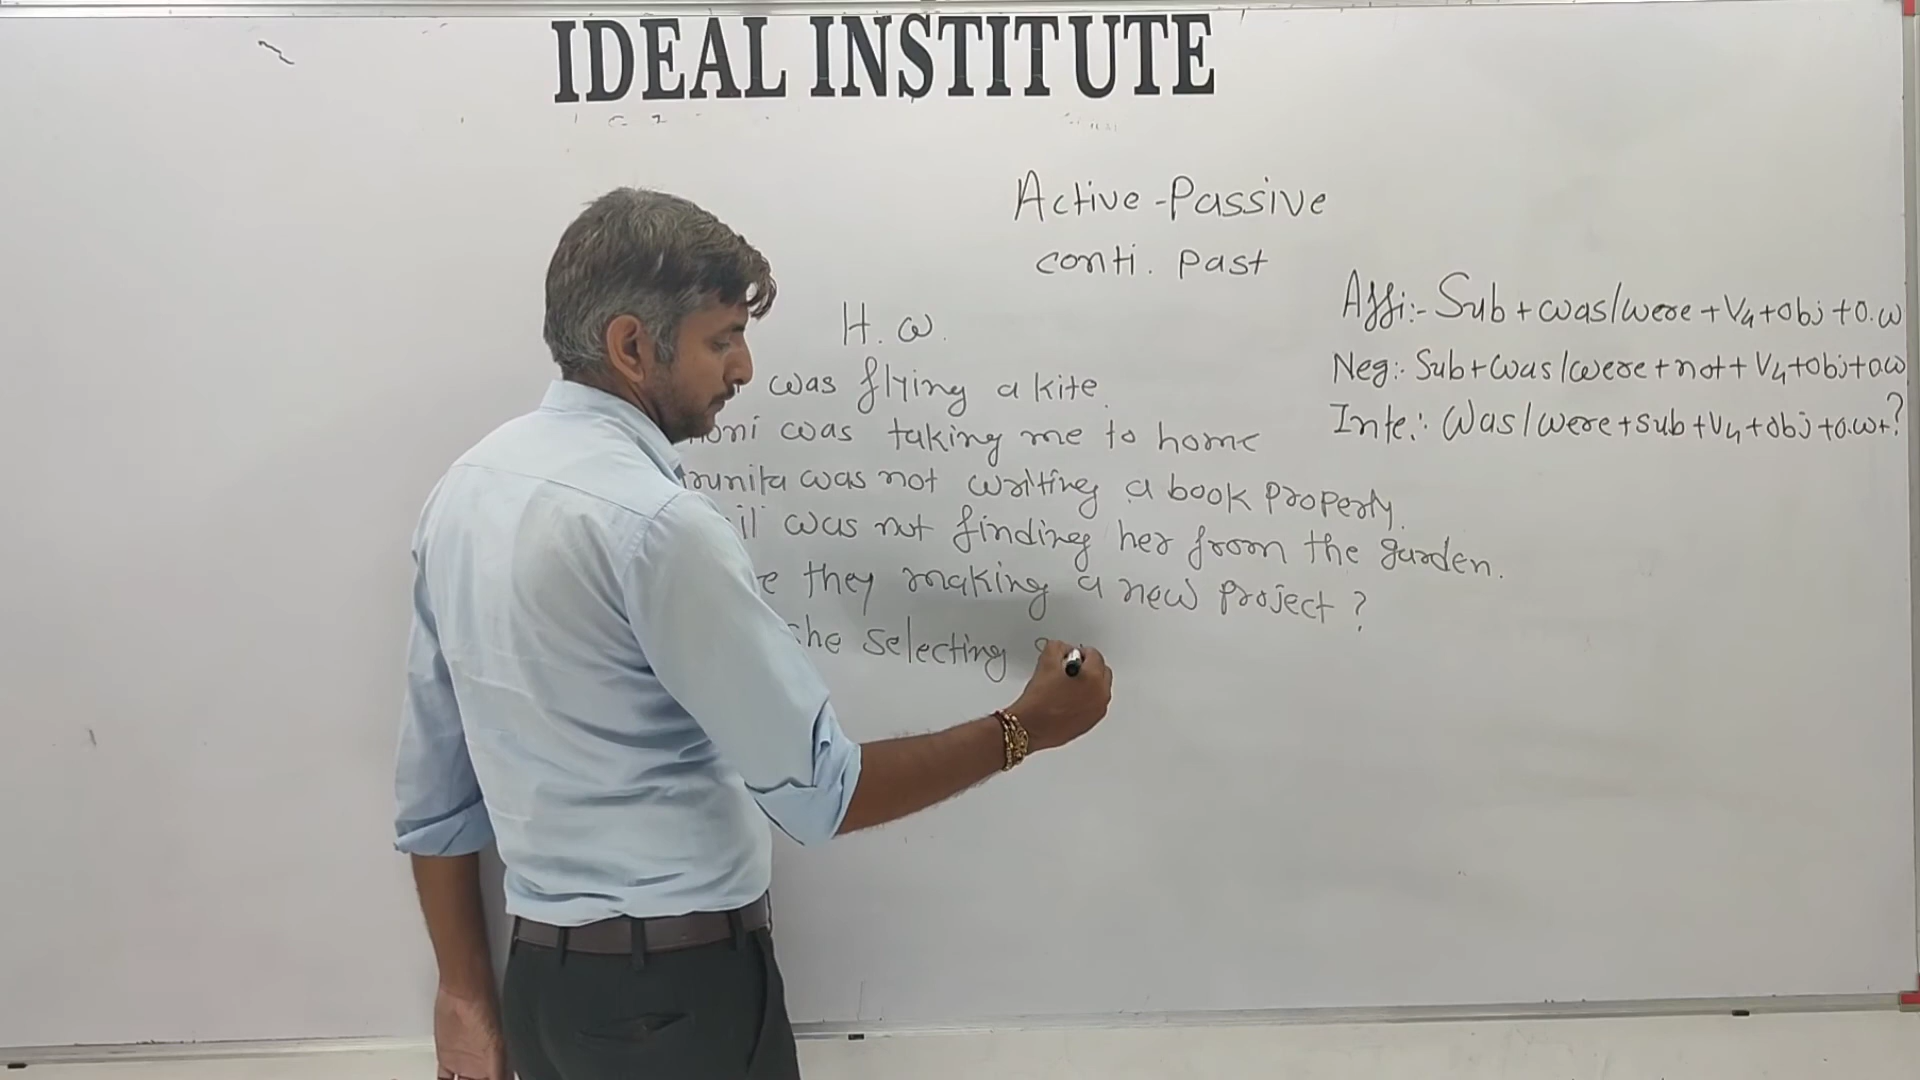 IDEAL INSTITUTE
Active-Passive
conti. past
H.w.
was flying a kite.
was taking me to home
was not writing a book properly.
was not finding her from the garden.
they making a new project?
she selecting
Affi:- Sub+was/were+V4+obj+o.w
Neg:- Sub+was/were+not+V4+obj+o.w
Inte.:- Was/were+sub+V4+obj+o.w+?